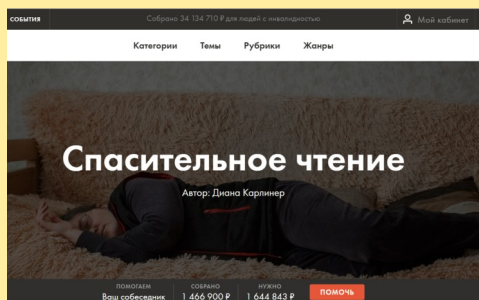 СОБЫТИЯ
Собрано 34 134 710 ₽ для людей с инвалидностью
Мой кабинет
Категории Темы Рубрики Жанры
Спасительное чтение
Автор: Диана Карлинер
ПОМОГАЕМ СОБРАНО НУЖНО
Ваш собеседник 1 466 900 ₽ 1 644 843 ₽ ПОМОЧЬ